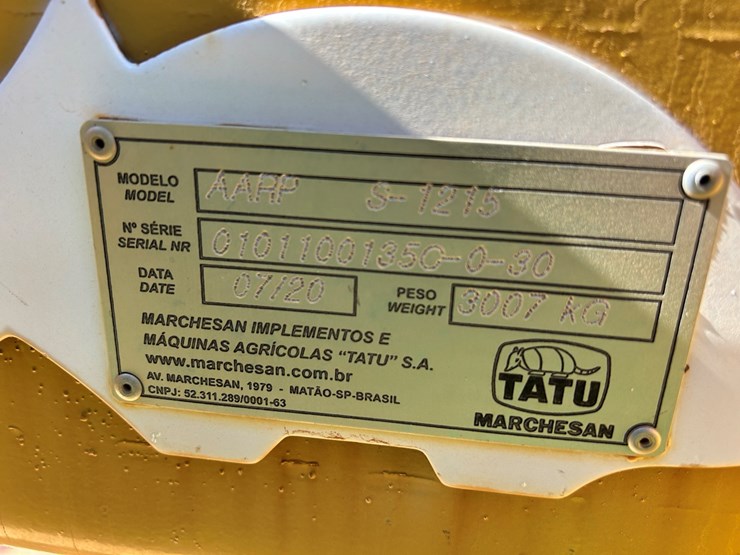 MODELO
MODEL
AARP S-1215
Nº SÉRIE
SERIAL NR
0101100135C-0-30
DATA
DATE
07/20
PESO
WEIGHT
3007 KG
MARCHESAN IMPLEMENTOS E
MÁQUINAS AGRÍCOLAS "TATU" S.A.
www.marchesan.com.br
AV. MARCHESAN, 1979 - MATÃO-SP-BRASIL
CNPJ: 52.311.289/0001-63
TATU
MARCHESAN